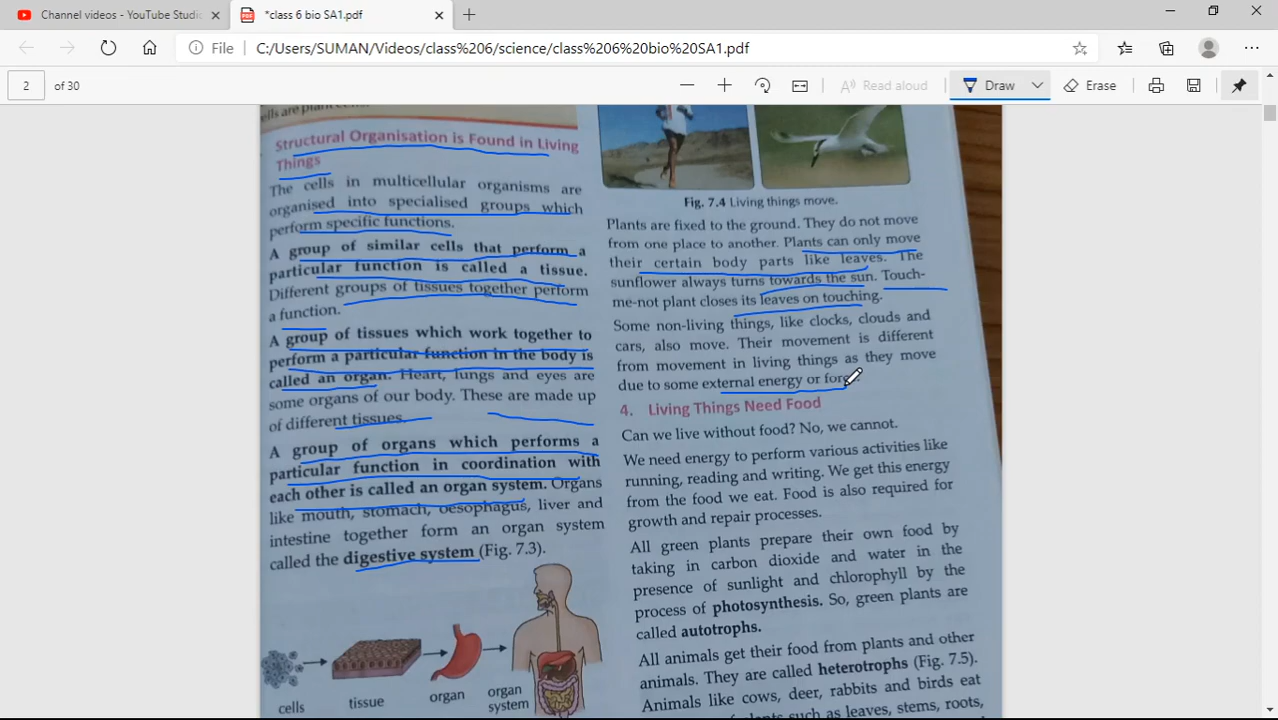 Channel videos - YouTube Studi
*class 6 bio SA1.pdf
File
C:/Users/SUMAN/Videos/class%206/science/class%206%20bio%20SA1.pdf
2 of 30
Read aloud
Draw
Erase
ells are plant cells.
Structural Organisation is Found in Living
Things
The cells in multicellular organisms are
organised into specialised groups which
perform specific functions.
A group of similar cells that perform a
particular function is called a tissue.
Different groups of tissues together perform
a function.
A group of tissues which work together to
perform a particular function in the body is
called an organ. Heart, lungs and eyes are
some organs of our body. These are made up
of different tissues.
A group of organs which performs a
particular function in coordination with
each other is called an organ system. Organs
like mouth, stomach, oesophagus, liver and
intestine together form an organ system
called the digestive system (Fig. 7.3).
cells
tissue
organ
organ
system
Fig. 7.4 Living things move.
Plants are fixed to the ground. They do not move
from one place to another. Plants can only move
their certain body parts like leaves. The
sunflower always turns towards the sun. Touch-
me-not plant closes its leaves on touching.
Some non-living things, like clocks, clouds and
cars, also move. Their movement is different
from movement in living things as they move
due to some external energy or
4. Living Things Need Food
Can we live without food? No, we cannot.
We need energy to perform various activities like
running, reading and writing. We get this energy
from the food we eat. Food is also required for
growth and repair processes.
All green plants prepare their own food by
taking in carbon dioxide and water in the
presence of sunlight and chlorophyll by the
process of photosynthesis. So, green plants are
called autotrophs.
All animals get their food from plants and other
animals. They are called heterotrophs (Fig. 7.5).
Animals like cows, deer, rabbits and birds eat
such as leaves, stems, roots,